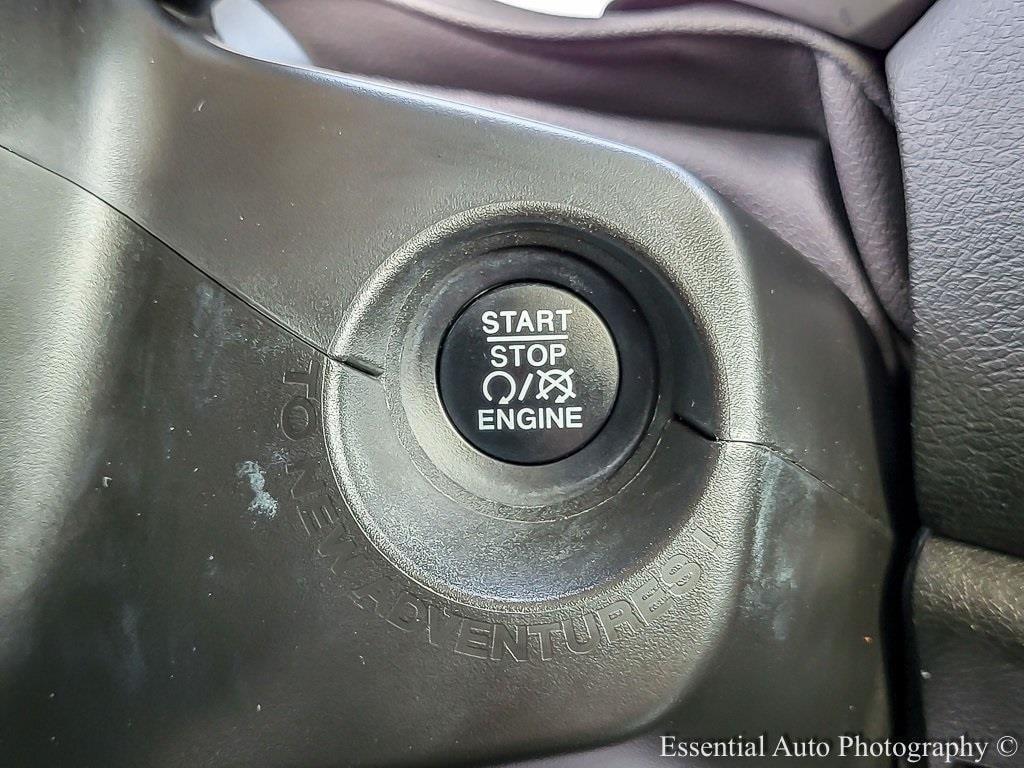 START
STOP
ENGINE
TO NEW ADVENTURES!
Essential Auto Photography ©